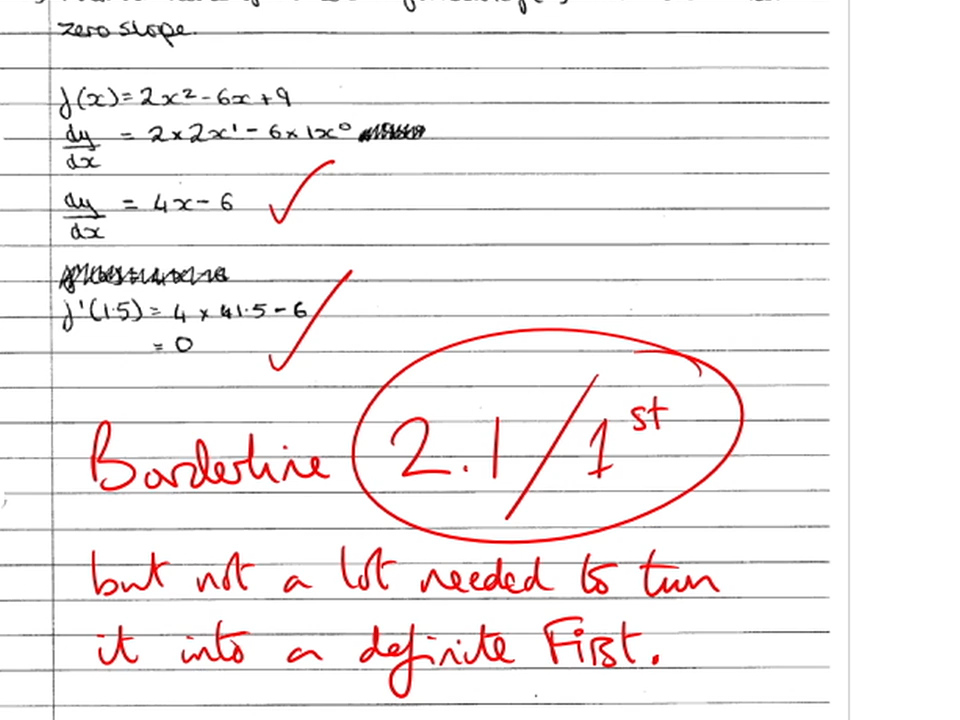 zero slope.
f(x) = 2x² - 6x + 9
dy/dx = 2 × 2x¹ - 6 × 1x⁰
dy/dx = 4x - 6
f'(1.5) = 4 × 1.5 - 6
= 0
Borderline 2.1/1st
but not a lot needed to turn
it into a definite First.